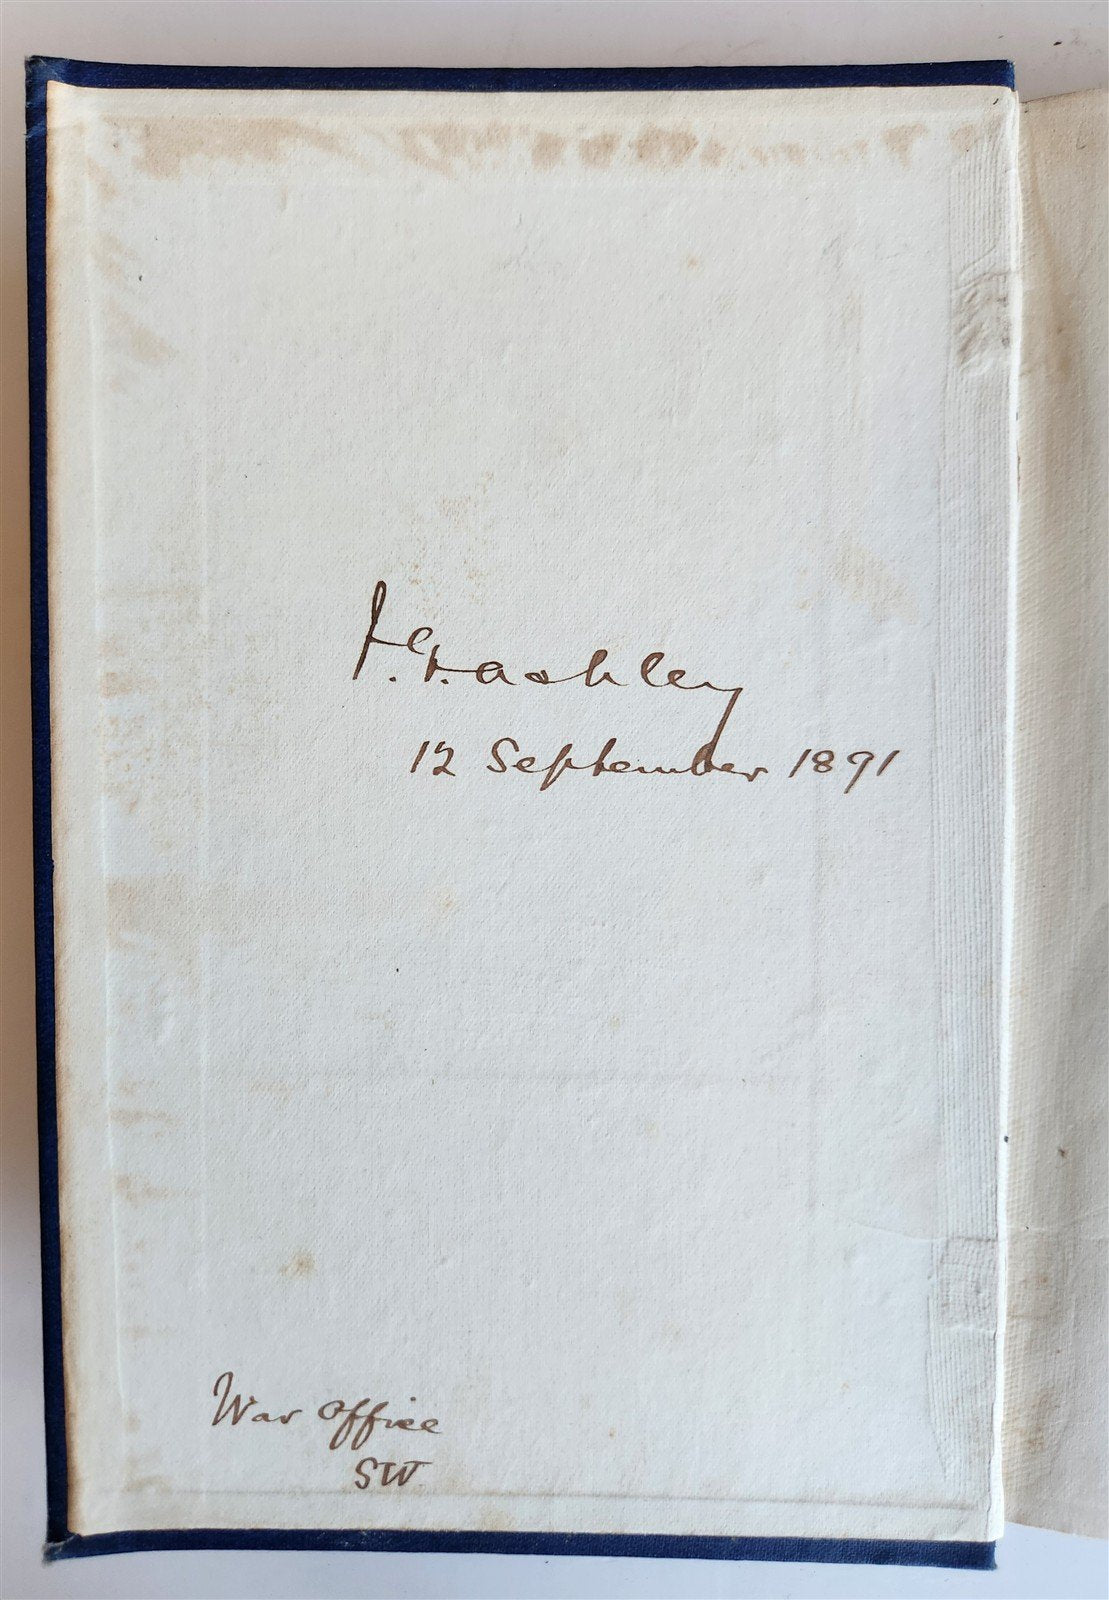 Ashley
12 September 1891
War Office
SW